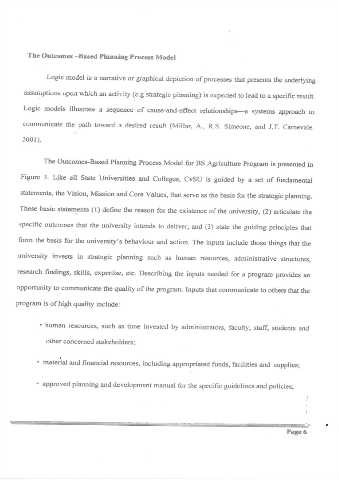 The Outcomes –Based Planning Process Model
Logic model is a narrative or graphical depiction of processes that presents the underlying
assumptions upon which an activity (e.g strategic planning) is expected to lead to a specific result.
Logic models illustrate a sequence of cause-and-effect relationships—a systems approach to
communicate the path toward a desired result (Millar, A., R.S. Simeone, and J.T. Carnevale.
2001).
The Outcomes-Based Planning Process Model for BS Agriculture Program is presented in
Figure 3. Like all State Universities and Colleges, CvSU is guided by a set of fundamental
statements, the Vision, Mission and Core Values, that serve as the basis for the strategic planning.
These basic statements (1) define the reason for the existence of the university, (2) articulate the
specific outcomes that the university intends to deliver, and (3) state the guiding principles that
form the basis for the university's behaviour and action. The inputs include those things that the
university invests in strategic planning such as human resources, administrative structures,
research findings, skills, expertise, etc. Describing the inputs needed for a program provides an
opportunity to communicate the quality of the program. Inputs that communicate to others that the
program is of high quality include:
• human resources, such as time invested by administrators, faculty, staff, students and
other concerned stakeholders;
• material and financial resources, including appropriated funds, facilities and supplies;
• approved planning and development manual for the specific guidelines and policies;
Page 6